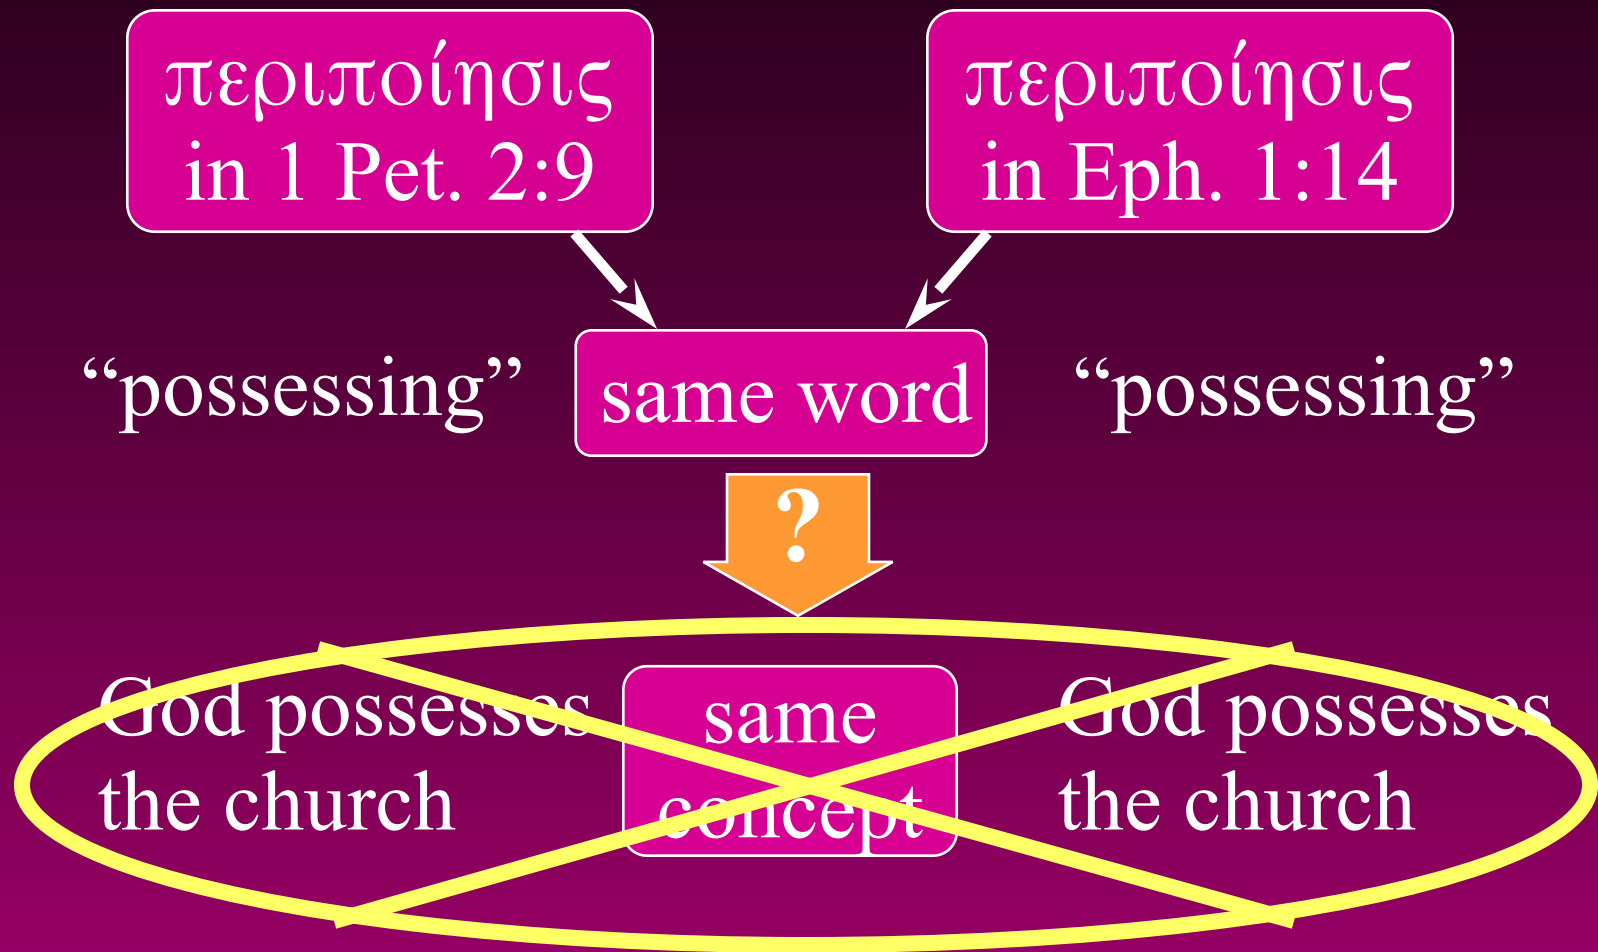 περιποίησις
in 1 Pet. 2:9
περιποίησις
in Eph. 1:14
“possessing”
same word
“possessing”
?
God possesses
the church
same
concept
God possesses
the church